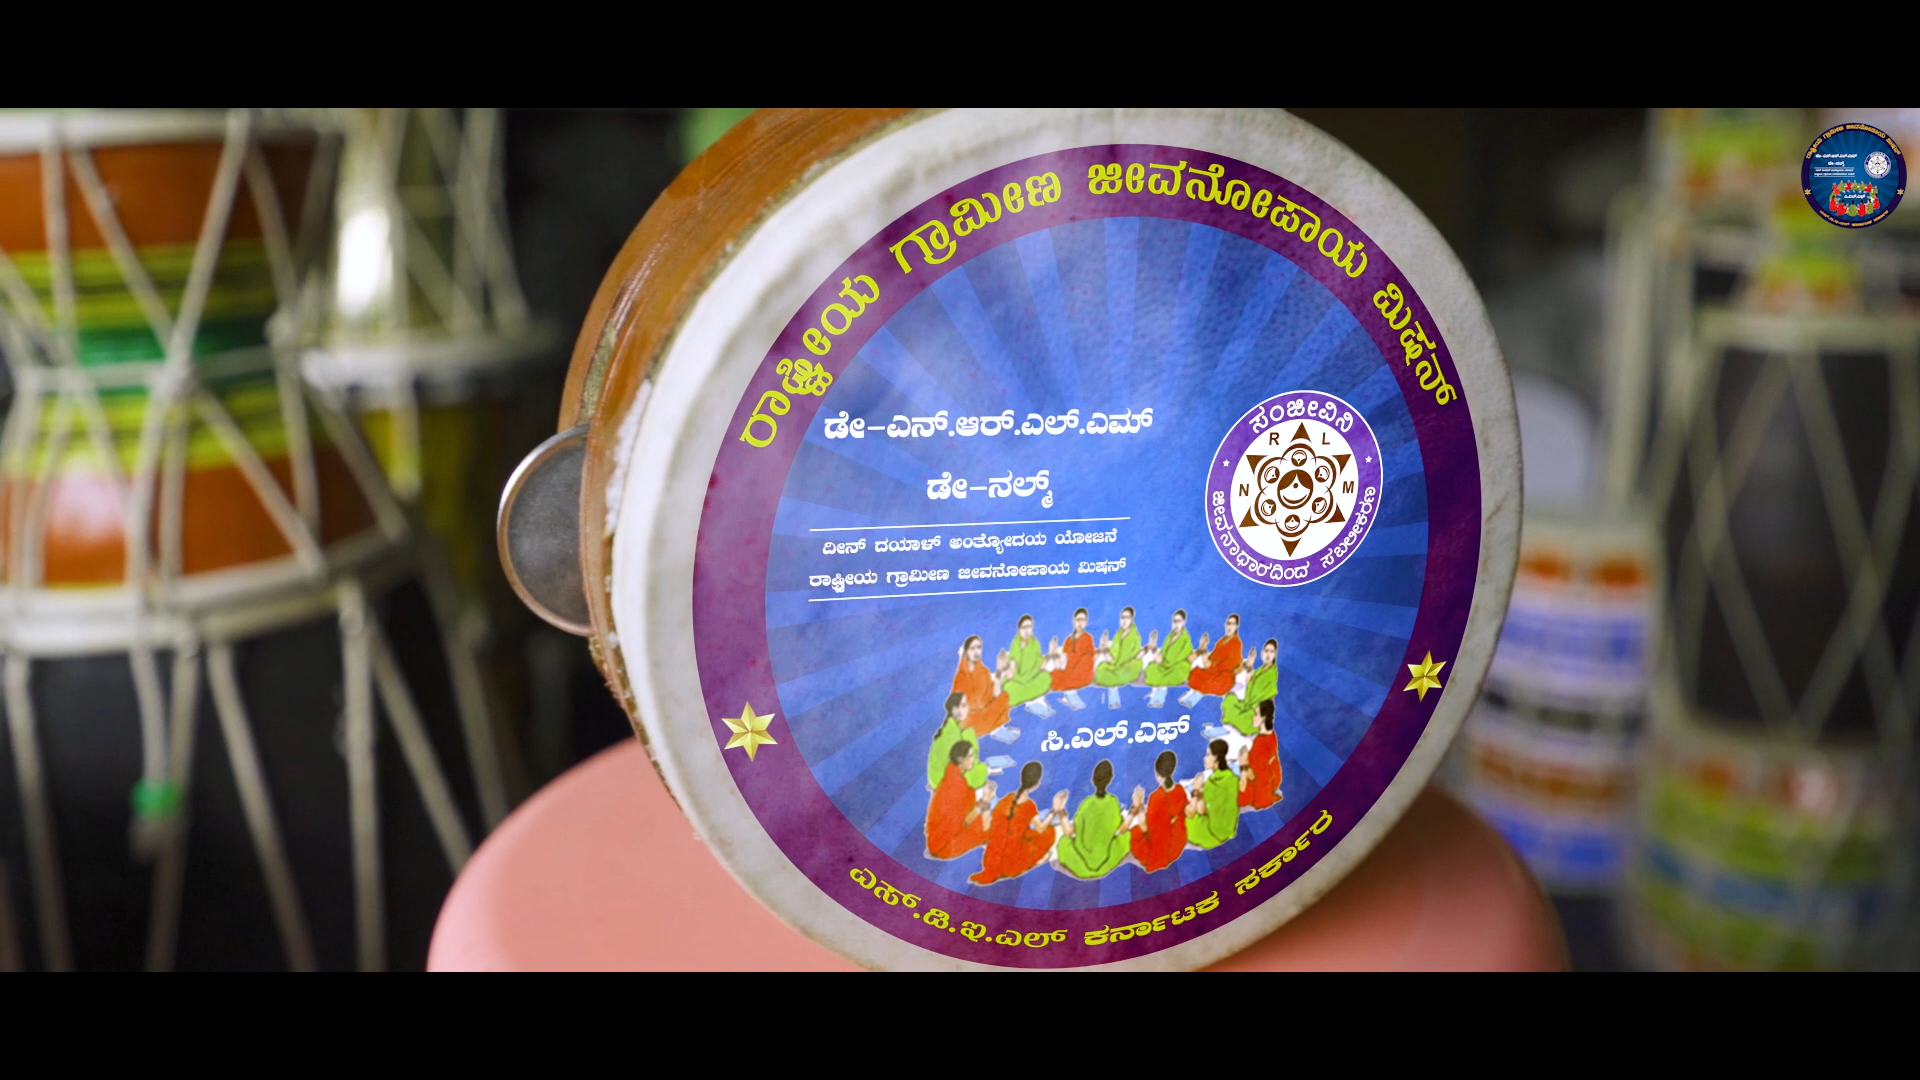 ರಾಷ್ಟ್ರೀಯ ಗ್ರಾಮೀಣ ಜೀವನೋಪಾಯ ಮಿಷನ್
ಡೇ-ಎನ್.ಆರ್.ಎಲ್.ಎಮ್
ಡೇ-ನಲ್ಮ್
ದೀನ್ ದಯಾಳ್ ಅಂತ್ಯೋದಯ ಯೋಜನೆ
ರಾಷ್ಟ್ರೀಯ ಗ್ರಾಮೀಣ ಜೀವನೋಪಾಯ ಮಿಷನ್
ಸಂಜೀವಿನಿ
R L
N M
ಜೀವನಾಧಾರದಿಂದ ಸಬಲೀಕರಣ
ಸಿ.ಎಲ್.ಎಫ್
ಎಸ್.ಡಿ.ಇ.ಎಲ್ ಕರ್ನಾಟಕ ಸರ್ಕಾರ